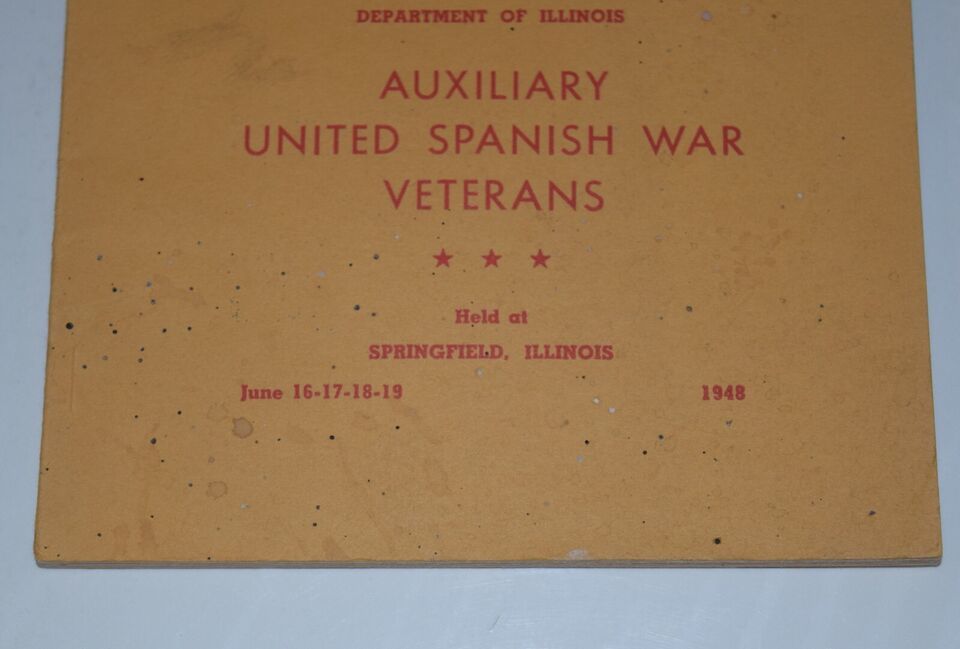 DEPARTMENT OF ILLINOIS
AUXILIARY
UNITED SPANISH WAR
VETERANS
Held at
SPRINGFIELD, ILLINOIS
June 16-17-18-19 1948